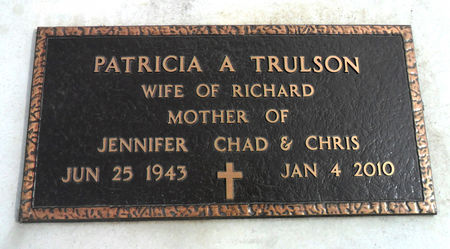 PATRICIA A TRULSON
WIFE OF RICHARD
MOTHER OF
JENNIFER CHAD & CHRIS
JUN 25 1943 JAN 4 2010